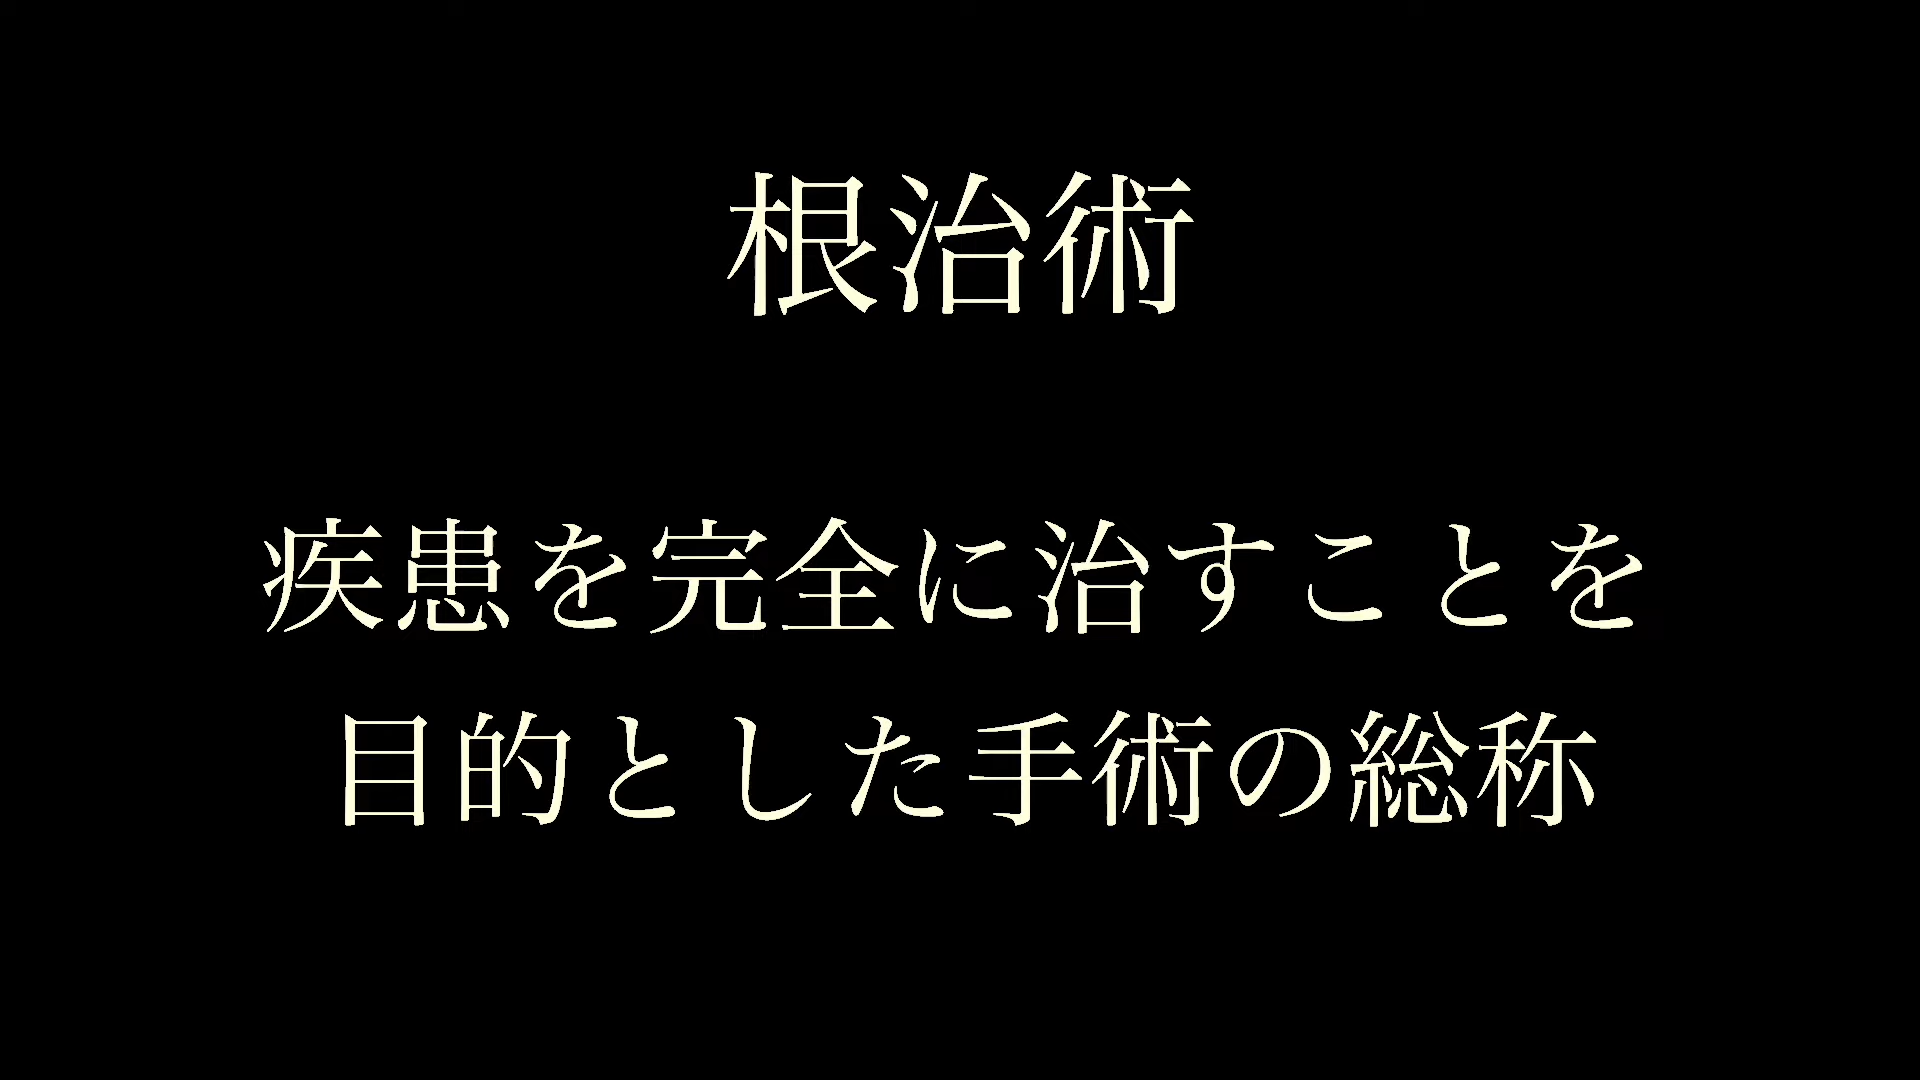 根治術
疾患を完全に治すことを
目的とした手術の総称